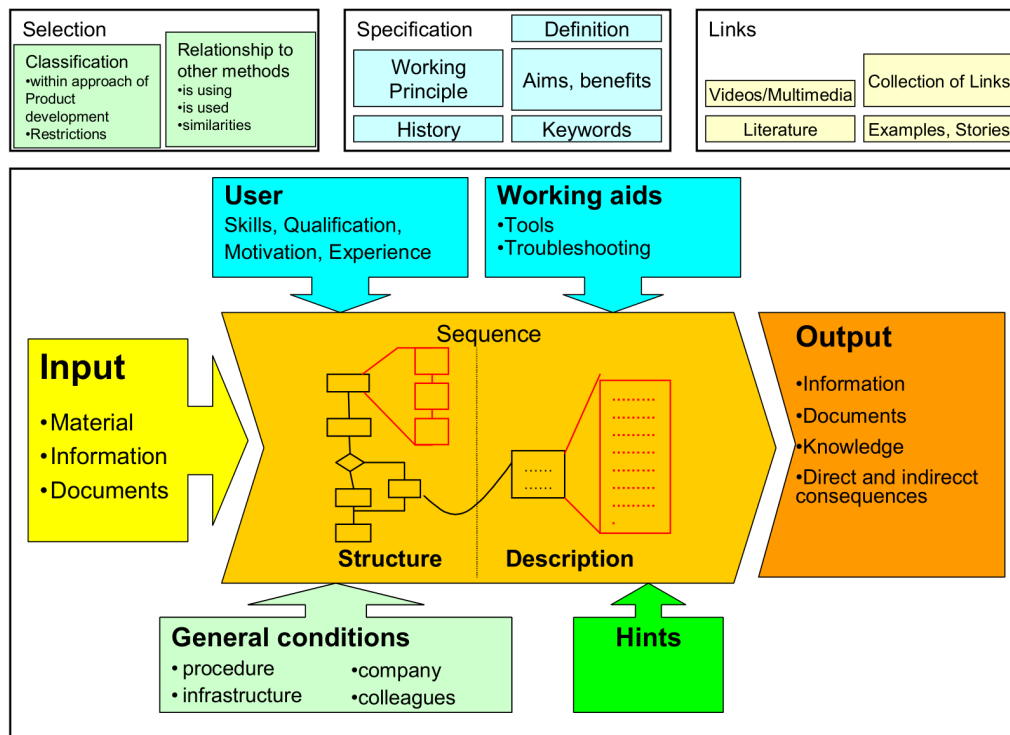 Selection
Classification
•within approach of
Product
development
•Restrictions
Relationship to
other methods
•is using
•is used
•similarities
Specification
Definition
Working
Principle
Aims, benefits
History
Keywords
Links
Videos/Multimedia
Collection of Links
Literature
Examples, Stories
User
Skills, Qualification,
Motivation, Experience
Working aids
•Tools
•Troubleshooting
Input
•Material
•Information
•Documents
Sequence
......
......
.........
.........
.........
.........
.........
.........
.........
.
Structure
Description
Output
•Information
•Documents
•Knowledge
•Direct and indirecct
consequences
General conditions
• procedure
• infrastructure
•company
•colleagues
Hints